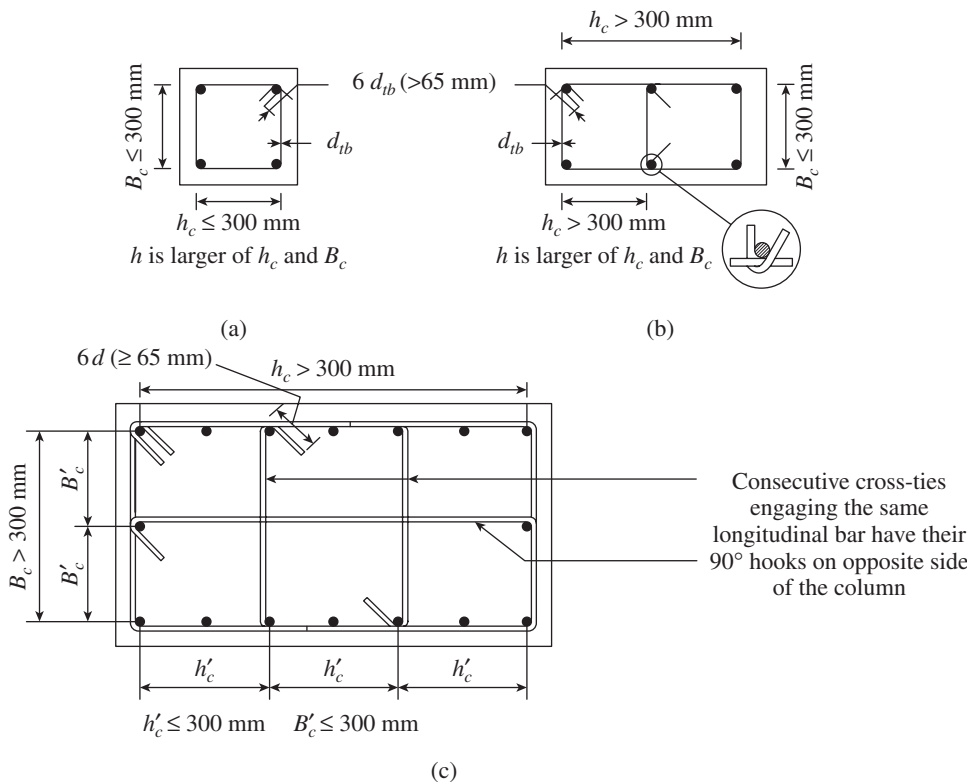 B_c ≤ 300 mm
6 d_tb (>65 mm)
d_tb
h_c ≤ 300 mm
h is larger of h_c and B_c
(a)
h_c > 300 mm
B_c ≤ 300 mm
d_tb
h_c > 300 mm
h is larger of h_c and B_c
(b)
6 d (≥ 65 mm)
h_c > 300 mm
B_c > 300 mm
B′_c
B′_c
Consecutive cross-ties
engaging the same
longitudinal bar have their
90° hooks on opposite side
of the column
h′_c
h′_c
h′_c
h′_c ≤ 300 mm
B′_c ≤ 300 mm
(c)